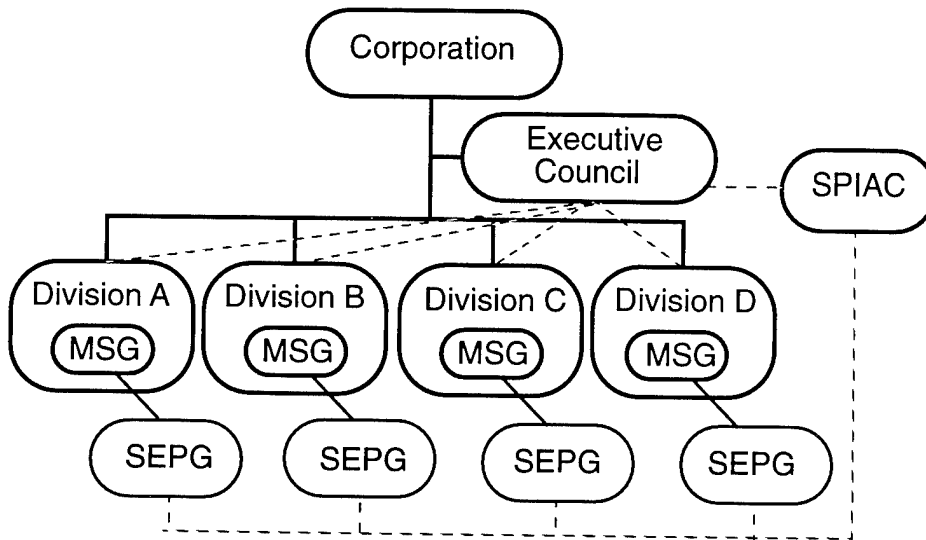 Corporation
Executive
Council
SPIAC
Division A
Division B
Division C
Division D
MSG
MSG
MSG
MSG
SEPG
SEPG
SEPG
SEPG